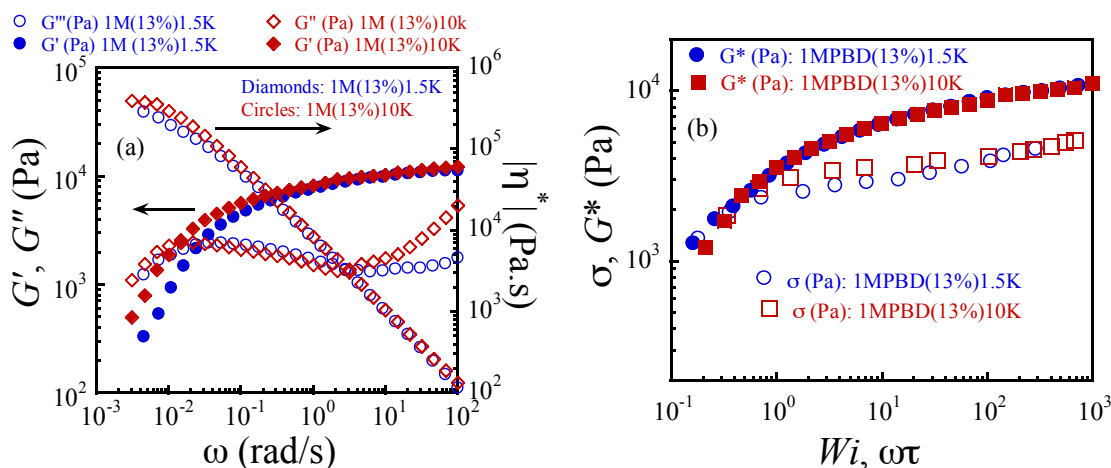 G'''(Pa) 1M(13%)1.5K
G'' (Pa) 1M (13%)10k
G' (Pa) 1M (13%)1.5K
G' (Pa) 1M(13%)10K
10^5
10^4
10^3
10^2
G', G'' (Pa)
(a)
Diamonds: 1M(13%)1.5K
Circles: 1M(13%)10K
10^6
10^5
10^4
10^3
10^2
|η*| (Pa.s)
10^-3 10^-2 10^-1 10^0 10^1 10^2
ω (rad/s)
G* (Pa): 1MPBD(13%)1.5K
G* (Pa): 1MPBD(13%)10K
(b)
10^4
10^3
σ, G* (Pa)
σ (Pa): 1MPBD(13%)1.5K
σ (Pa): 1MPBD(13%)10K
10^-1 10^0 10^1 10^2 10^3
Wi, ωτ